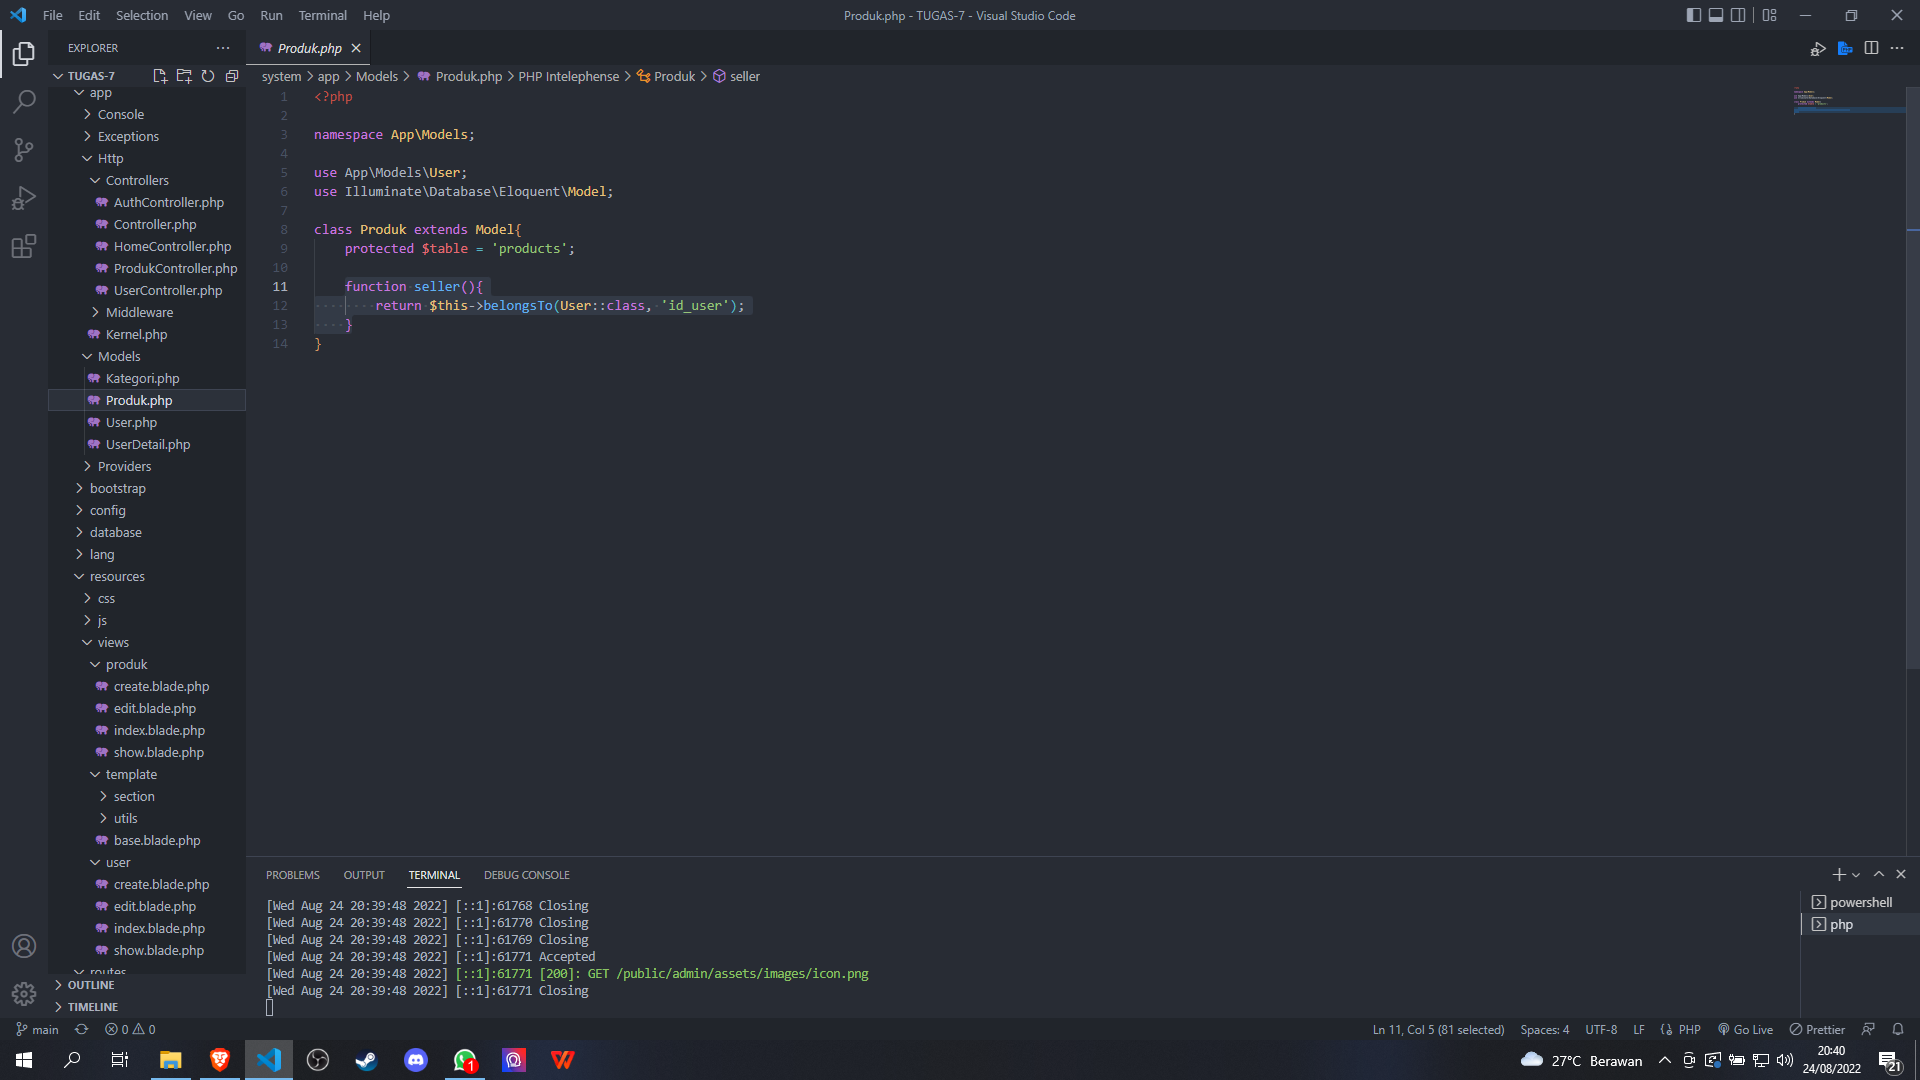 File Edit Selection View Go Run Terminal Help
Produk.php - TUGAS-7 - Visual Studio Code
EXPLORER
TUGAS-7
app
Console
Exceptions
Http
Controllers
AuthController.php
Controller.php
HomeController.php
ProdukController.php
UserController.php
Middleware
Kernel.php
Models
Kategori.php
Produk.php
User.php
UserDetail.php
Providers
bootstrap
config
database
lang
resources
css
js
views
produk
create.blade.php
edit.blade.php
index.blade.php
show.blade.php
template
section
utils
base.blade.php
user
create.blade.php
edit.blade.php
index.blade.php
show.blade.php
routes
OUTLINE
TIMELINE
Produk.php
system > app > Models > Produk.php > PHP Intelephense > Produk > seller
1 <?php
2
3 namespace App\Models;
4
5 use App\Models\User;
6 use Illuminate\Database\Eloquent\Model;
7
8 class Produk extends Model{
9 protected $table = 'products';
10
11 function seller(){
12 return $this->belongsTo(User::class, 'id_user');
13 }
14 }
PROBLEMS OUTPUT TERMINAL DEBUG CONSOLE
[Wed Aug 24 20:39:48 2022] [::1]:61768 Closing
[Wed Aug 24 20:39:48 2022] [::1]:61770 Closing
[Wed Aug 24 20:39:48 2022] [::1]:61769 Closing
[Wed Aug 24 20:39:48 2022] [::1]:61771 Accepted
[Wed Aug 24 20:39:48 2022] [::1]:61771 [200]: GET /public/admin/assets/images/icon.png
[Wed Aug 24 20:39:48 2022] [::1]:61771 Closing
powershell
php
main 0 0
Ln 11, Col 5 (81 selected) Spaces: 4 UTF-8 LF PHP Go Live Prettier
1
27°C Berawan
20:40
24/08/2022
21